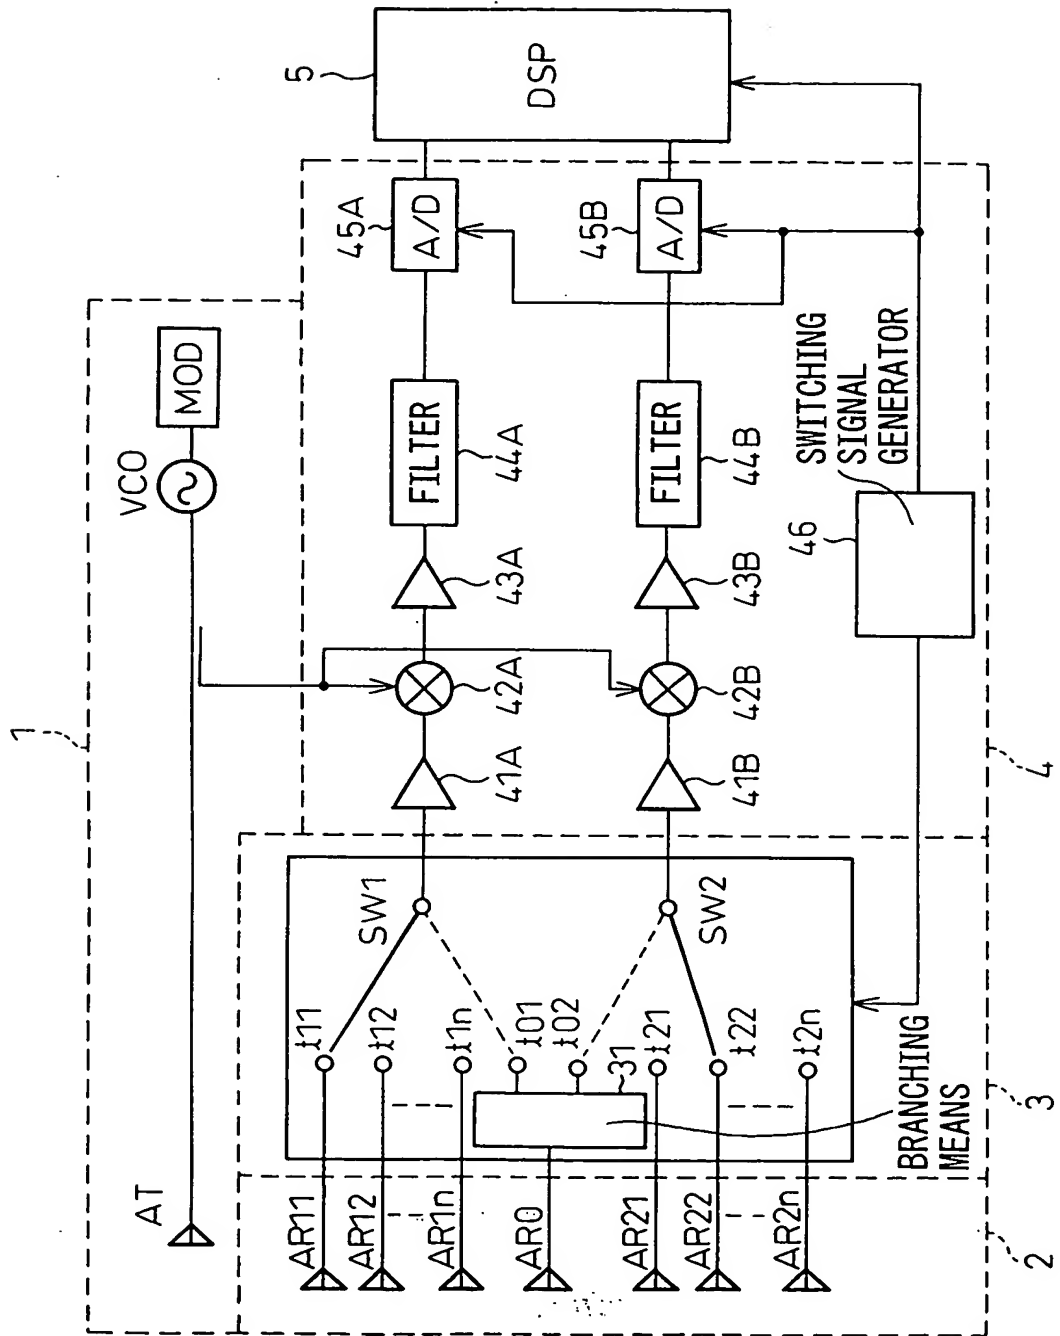 1
AT
VCO
MOD
5
DSP
AR11
AR12
AR1n
AR0
AR21
AR22
AR2n
t11
t12
t1n
t01
t02
t21
t22
t2n
31
BRANCHING
MEANS
SW1
SW2
41A
42A
43A
FILTER
44A
45A
A/D
41B
42B
43B
FILTER
44B
45B
A/D
46
SWITCHING
SIGNAL
GENERATOR
2
3
4